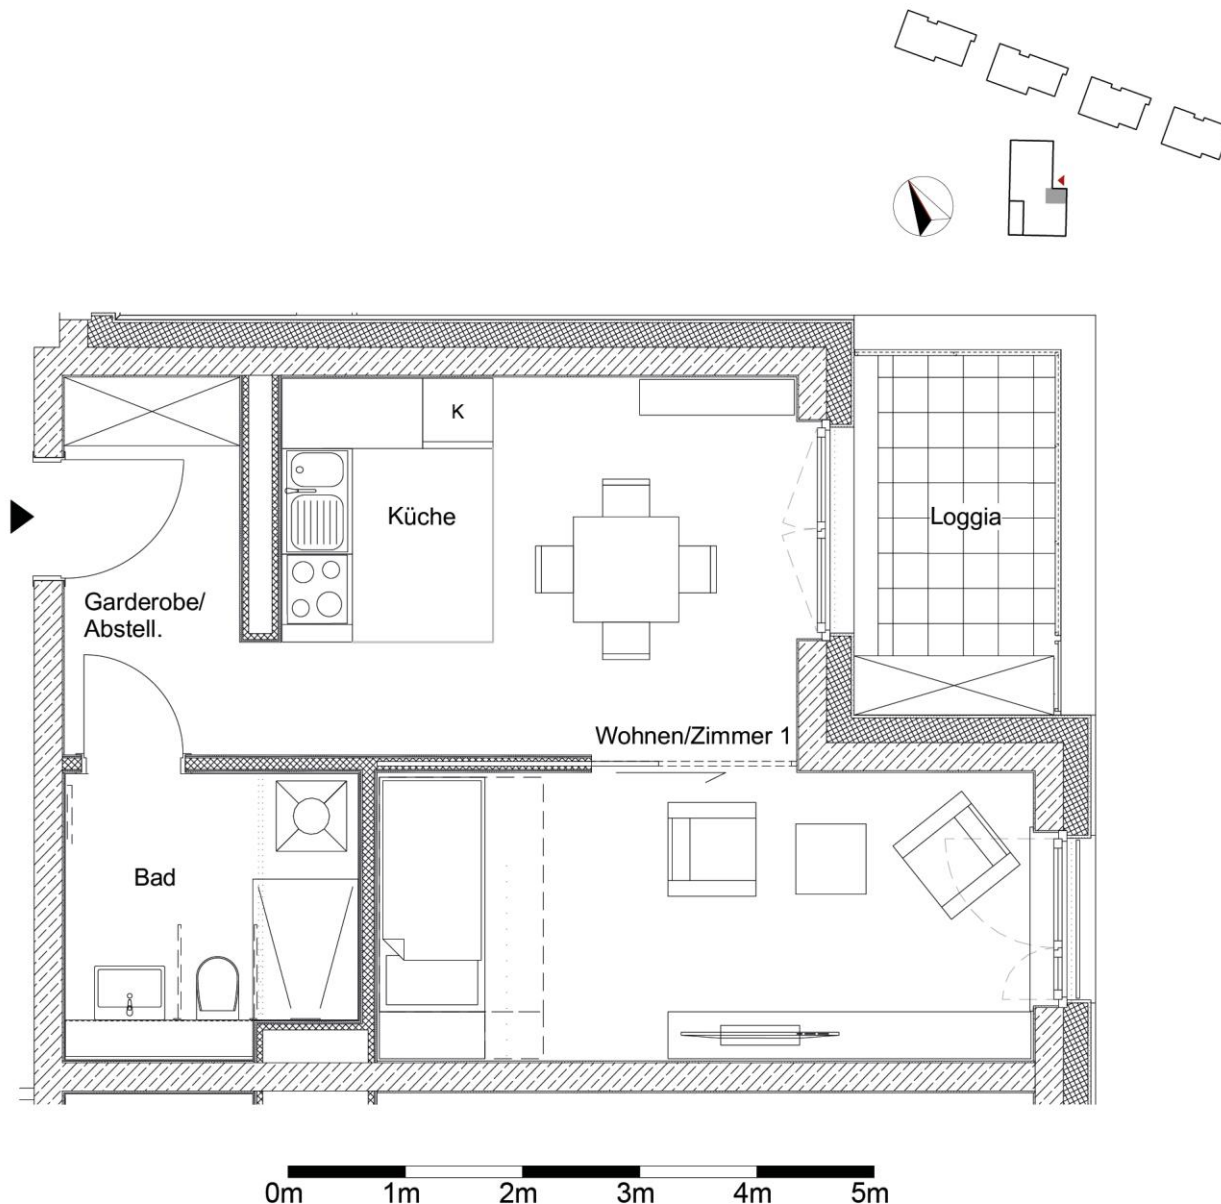 K
Küche
Loggia
Garderobe/
Abstell.
Wohnen/Zimmer 1
Bad
0m 1m 2m 3m 4m 5m